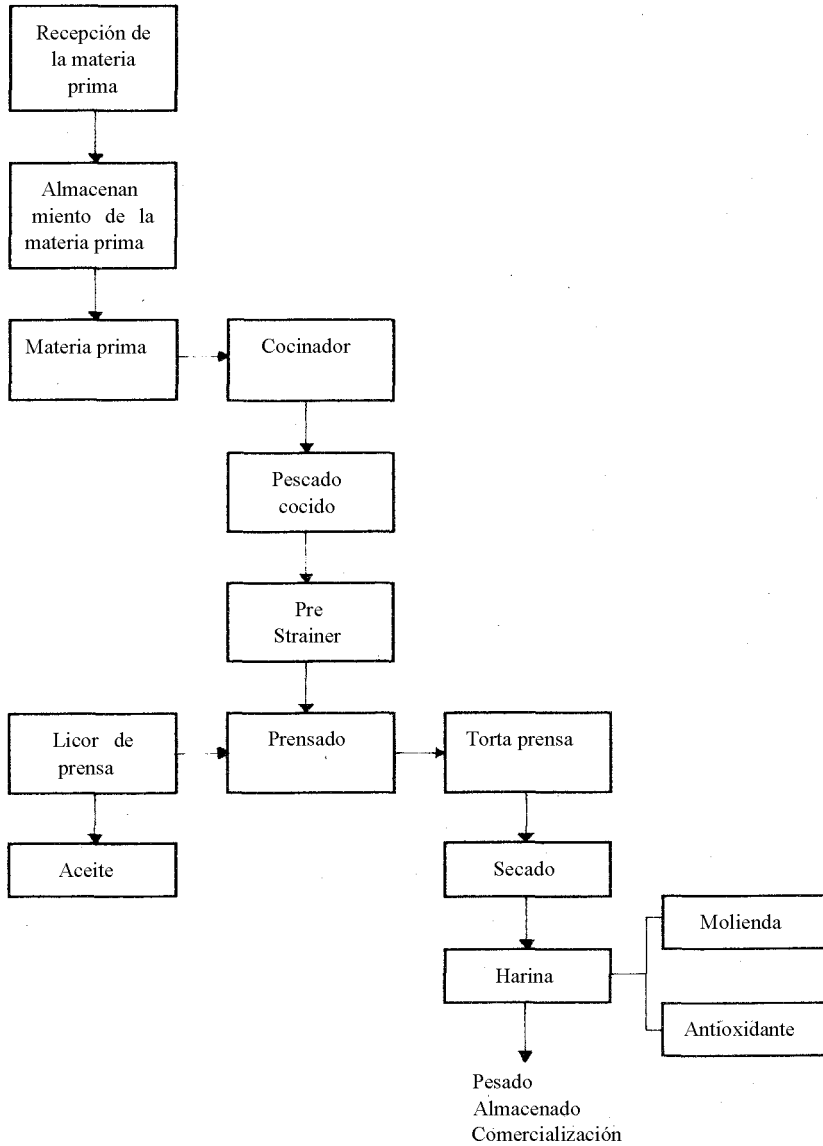 Recepción de
la materia
prima
Almacenan
miento de la
materia prima
Materia prima
Cocinador
Pescado
cocido
Pre
Strainer
Licor de
prensa
Prensado
Torta prensa
Aceite
Secado
Molienda
Harina
Antioxidante
Pesado
Almacenado
Comercialización